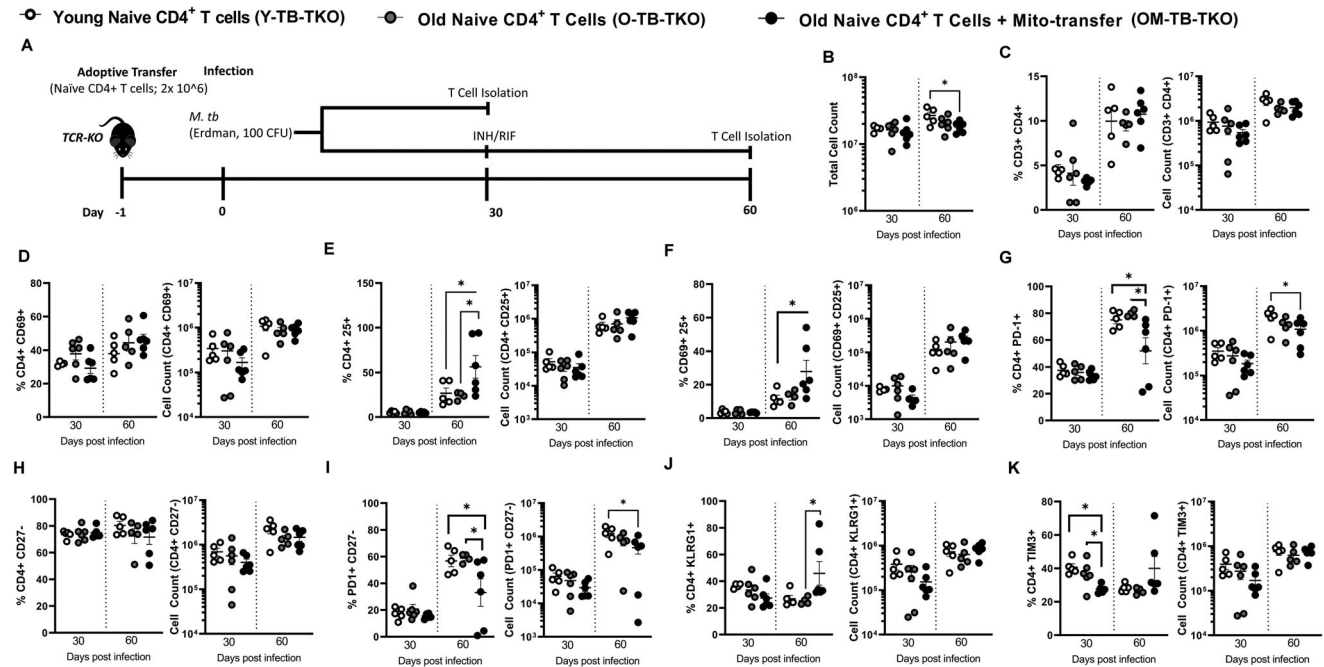 Young Naive CD4+ T cells (Y-TB-TKO) Old Naive CD4+ T Cells (O-TB-TKO) Old Naive CD4+ T Cells + Mito-transfer (OM-TB-TKO)
A
Adoptive Transfer
(Naïve CD4+ T cells; 2x 10^6)
Infection
TCR-KO
M. tb
(Erdman, 100 CFU)
T Cell Isolation
INH/RIF
T Cell Isolation
Day -1 0 30 60
B
Total Cell Count
10^8
10^7
10^6
*
30 60
Days post infection
C
% CD3+ CD4+
15
10
5
0
30 60
Days post infection
Cell Count (CD3+ CD4+)
10^7
10^6
10^5
10^4
30 60
Days post infection
D
% CD4+ CD69+
80
60
40
20
0
30 60
Days post infection
Cell Count (CD4+ CD69+)
10^7
10^6
10^5
10^4
30 60
Days post infection
E
% CD4+ 25+
150
100
50
0
*
*
30 60
Days post infection
Cell Count (CD4+ CD25+)
10^7
10^6
10^5
10^4
10^3
30 60
Days post infection
F
% CD69+ 25+
80
60
40
20
0
*
30 60
Days post infection
Cell Count (CD69+ CD25+)
10^7
10^6
10^5
10^4
10^3
30 60
Days post infection
G
% CD4+ PD-1+
100
80
60
40
20
0
*
*
30 60
Days post infection
Cell Count (CD4+ PD-1+)
10^7
10^6
10^5
10^4
*
30 60
Days post infection
H
% CD4+ CD27-
100
80
60
40
20
0
30 60
Days post infection
Cell Count (CD4+ CD27-)
10^7
10^6
10^5
10^4
30 60
Days post infection
I
% PD1+ CD27-
100
80
60
40
20
0
*
*
30 60
Days post infection
Cell Count (PD1+ CD27-)
10^7
10^6
10^5
10^4
10^3
*
30 60
Days post infection
J
% CD4+ KLRG1+
100
80
60
40
20
0
*
30 60
Days post infection
Cell Count (CD4+ KLRG1+)
10^7
10^6
10^5
10^4
30 60
Days post infection
K
% CD4+ TIM3+
80
60
40
20
0
*
*
30 60
Days post infection
Cell Count (CD4+ TIM3+)
10^7
10^6
10^5
10^4
30 60
Days post infection